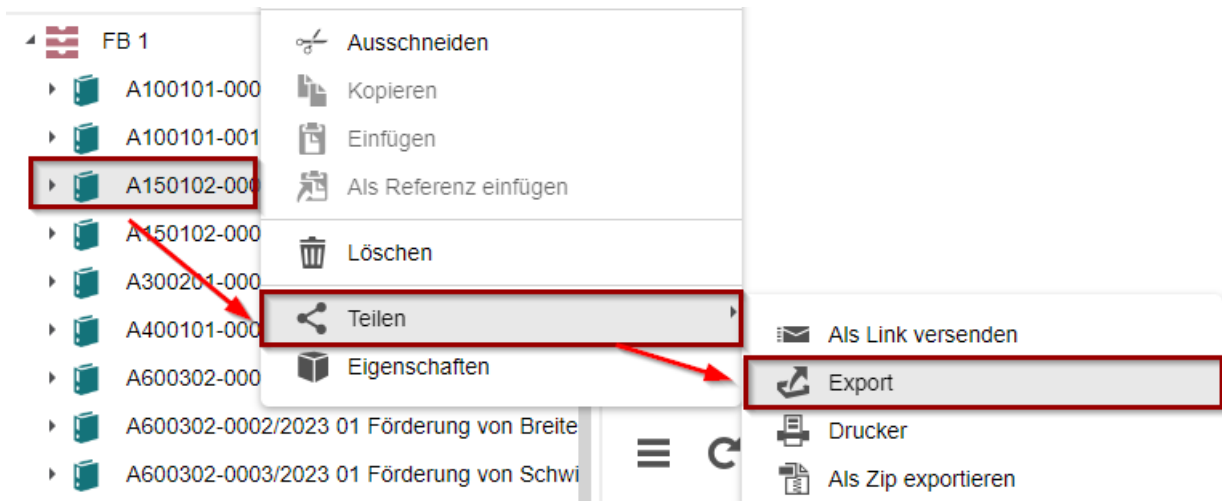 FB 1
A100101-000
A100101-001
A150102-000
A150102-000
A300201-000
A400101-000
A600302-000
A600302-0002/2023 01 Förderung von Breite
A600302-0003/2023 01 Förderung von Schwi
Ausschneiden
Kopieren
Einfügen
Als Referenz einfügen
Löschen
Teilen
Eigenschaften
Als Link versenden
Export
Drucker
Als Zip exportieren